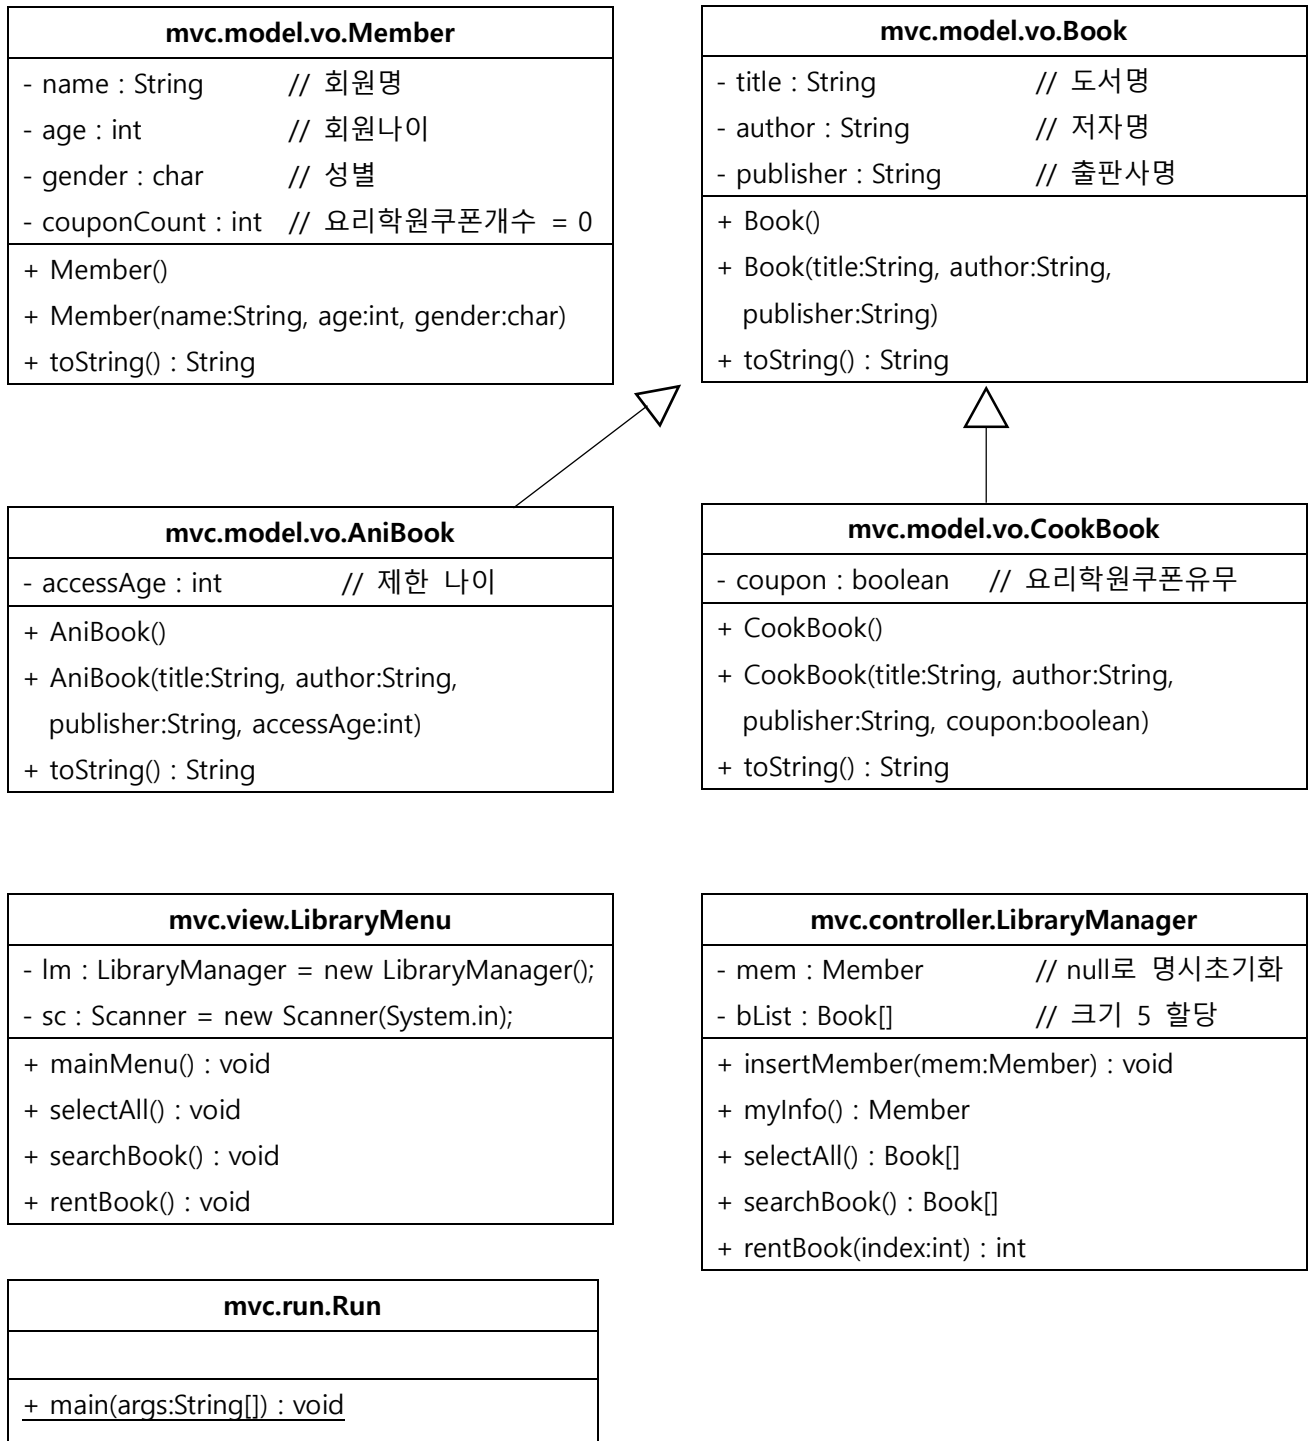 mvc.model.vo.Member
- name : String // 회원명
- age : int // 회원나이
- gender : char // 성별
- couponCount : int // 요리학원쿠폰개수 = 0
+ Member()
+ Member(name:String, age:int, gender:char)
+ toString() : String
mvc.model.vo.Book
- title : String // 도서명
- author : String // 저자명
- publisher : String // 출판사명
+ Book()
+ Book(title:String, author:String,
publisher:String)
+ toString() : String
mvc.model.vo.AniBook
- accessAge : int // 제한 나이
+ AniBook()
+ AniBook(title:String, author:String,
publisher:String, accessAge:int)
+ toString() : String
mvc.model.vo.CookBook
- coupon : boolean // 요리학원쿠폰유무
+ CookBook()
+ CookBook(title:String, author:String,
publisher:String, coupon:boolean)
+ toString() : String
mvc.view.LibraryMenu
- lm : LibraryManager = new LibraryManager();
- sc : Scanner = new Scanner(System.in);
+ mainMenu() : void
+ selectAll() : void
+ searchBook() : void
+ rentBook() : void
mvc.controller.LibraryManager
- mem : Member // null로 명시초기화
- bList : Book[] // 크기 5 할당
+ insertMember(mem:Member) : void
+ myInfo() : Member
+ selectAll() : Book[]
+ searchBook() : Book[]
+ rentBook(index:int) : int
mvc.run.Run
+ main(args:String[]) : void